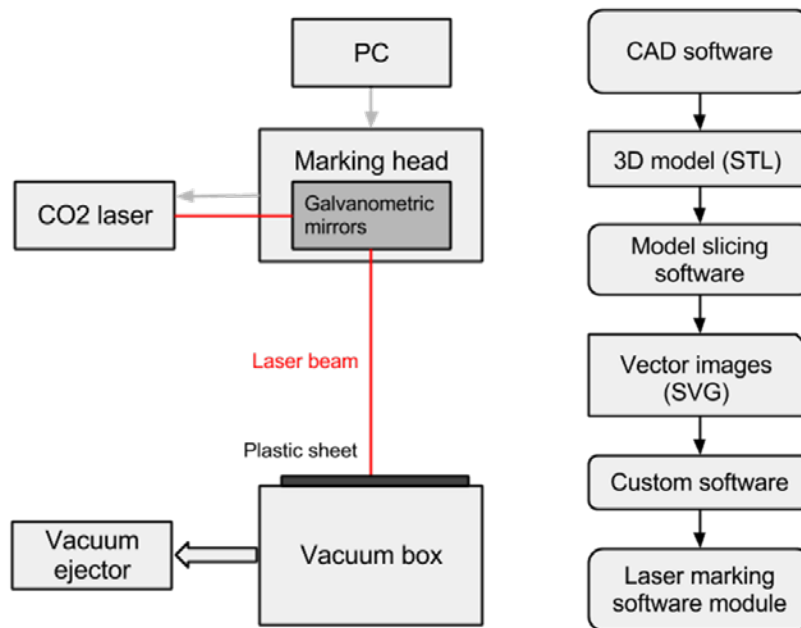 PC
Marking head
Galvanometric
mirrors
CO2 laser
Laser beam
Plastic sheet
Vacuum
ejector
Vacuum box
CAD software
3D model (STL)
Model slicing
software
Vector images
(SVG)
Custom software
Laser marking
software module